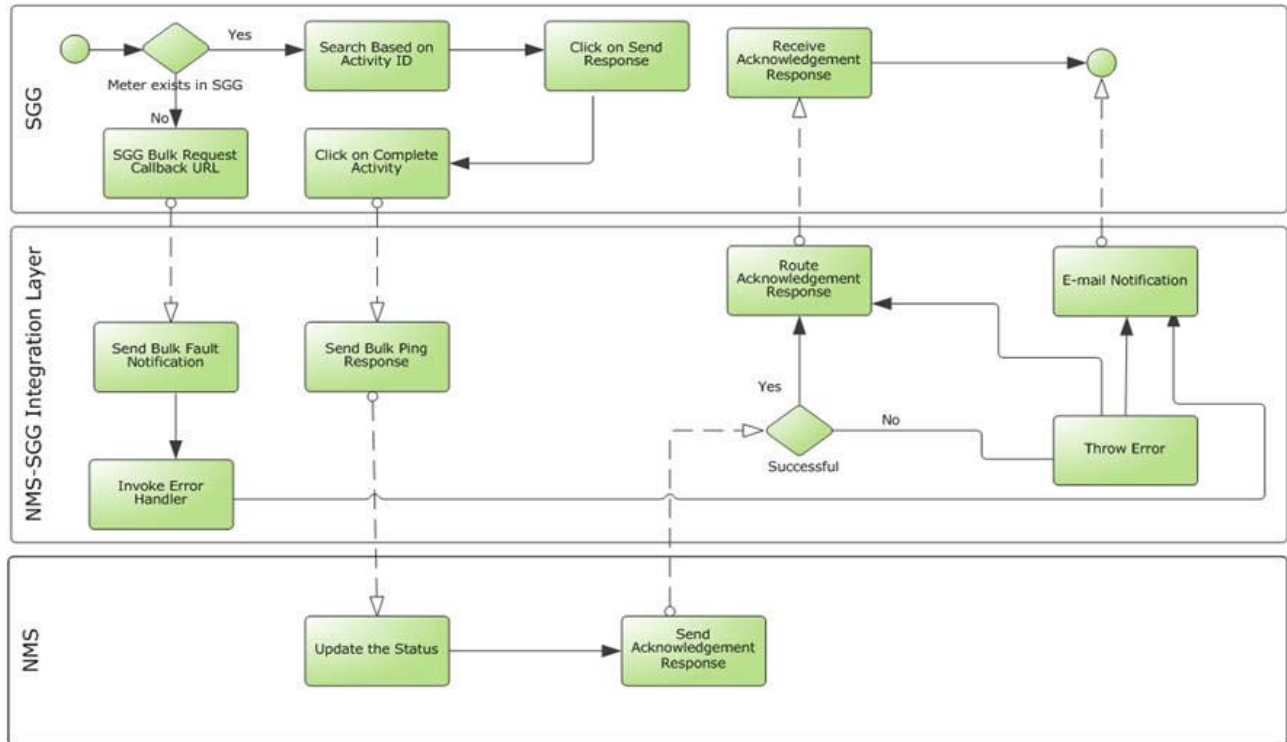 SGG
Yes
Search Based on
Activity ID
Click on Send
Response
Receive
Acknowledgement
Response
Meter exists in SGG
No
SGG Bulk Request
Callback URL
Click on Complete
Activity
NMS-SGG Integration Layer
Route
Acknowledgement
Response
E-mail Notification
Send Bulk Fault
Notification
Send Bulk Ping
Response
Yes
No
Successful
Throw Error
Invoke Error
Handler
NMS
Update the Status
Send
Acknowledgement
Response